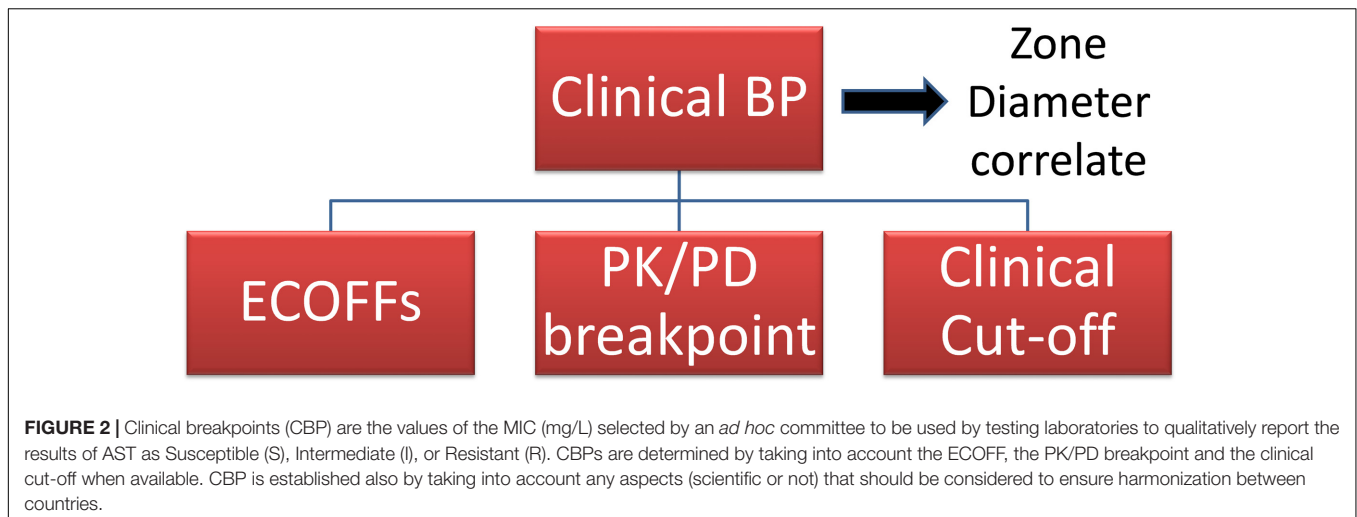 Clinical BP
Zone
Diameter
correlate
ECOFFs
PK/PD
breakpoint
Clinical
Cut-off
FIGURE 2 | Clinical breakpoints (CBP) are the values of the MIC (mg/L) selected by an ad hoc committee to be used by testing laboratories to qualitatively report the
results of AST as Susceptible (S), Intermediate (I), or Resistant (R). CBPs are determined by taking into account the ECOFF, the PK/PD breakpoint and the clinical
cut-off when available. CBP is established also by taking into account any aspects (scientific or not) that should be considered to ensure harmonization between
countries.